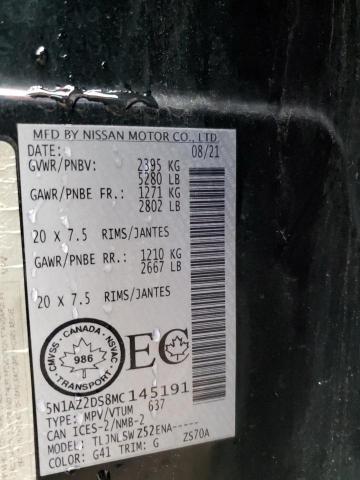 MFD BY NISSAN MOTOR CO., LTD.
DATE: 08/21
GVWR/PNBV: 2395 KG
5280 LB
GAWR/PNBE FR.: 1271 KG
2802 LB
20 X 7.5 RIMS/JANTES
GAWR/PNBE RR.: 1210 KG
2667 LB
20 X 7.5 RIMS/JANTES
CMVSS - CANADA - NSVAC
986
TRANSPORT
EC
5N1AZ2DS8MC145191
TYPE: MPV/VTUM 637
CAN ICES-2/NMB-2
MODEL: TLJNLSWZ52ENA-----
COLOR: G41 TRIM: G ZS70A